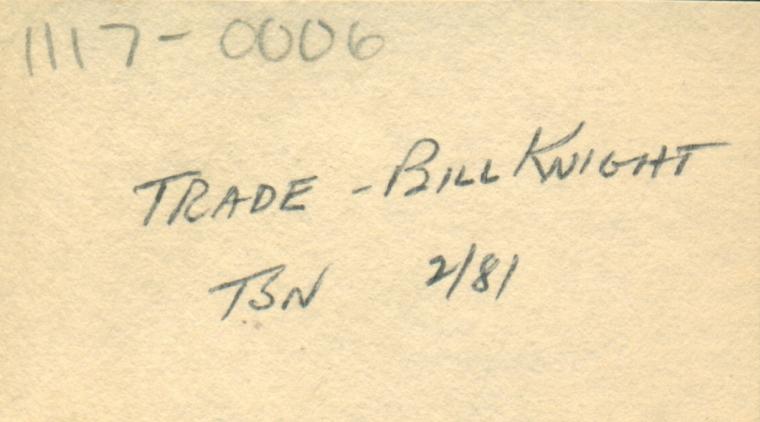 1117-0006
TRADE - BILL KNIGHT
TSN 2/81